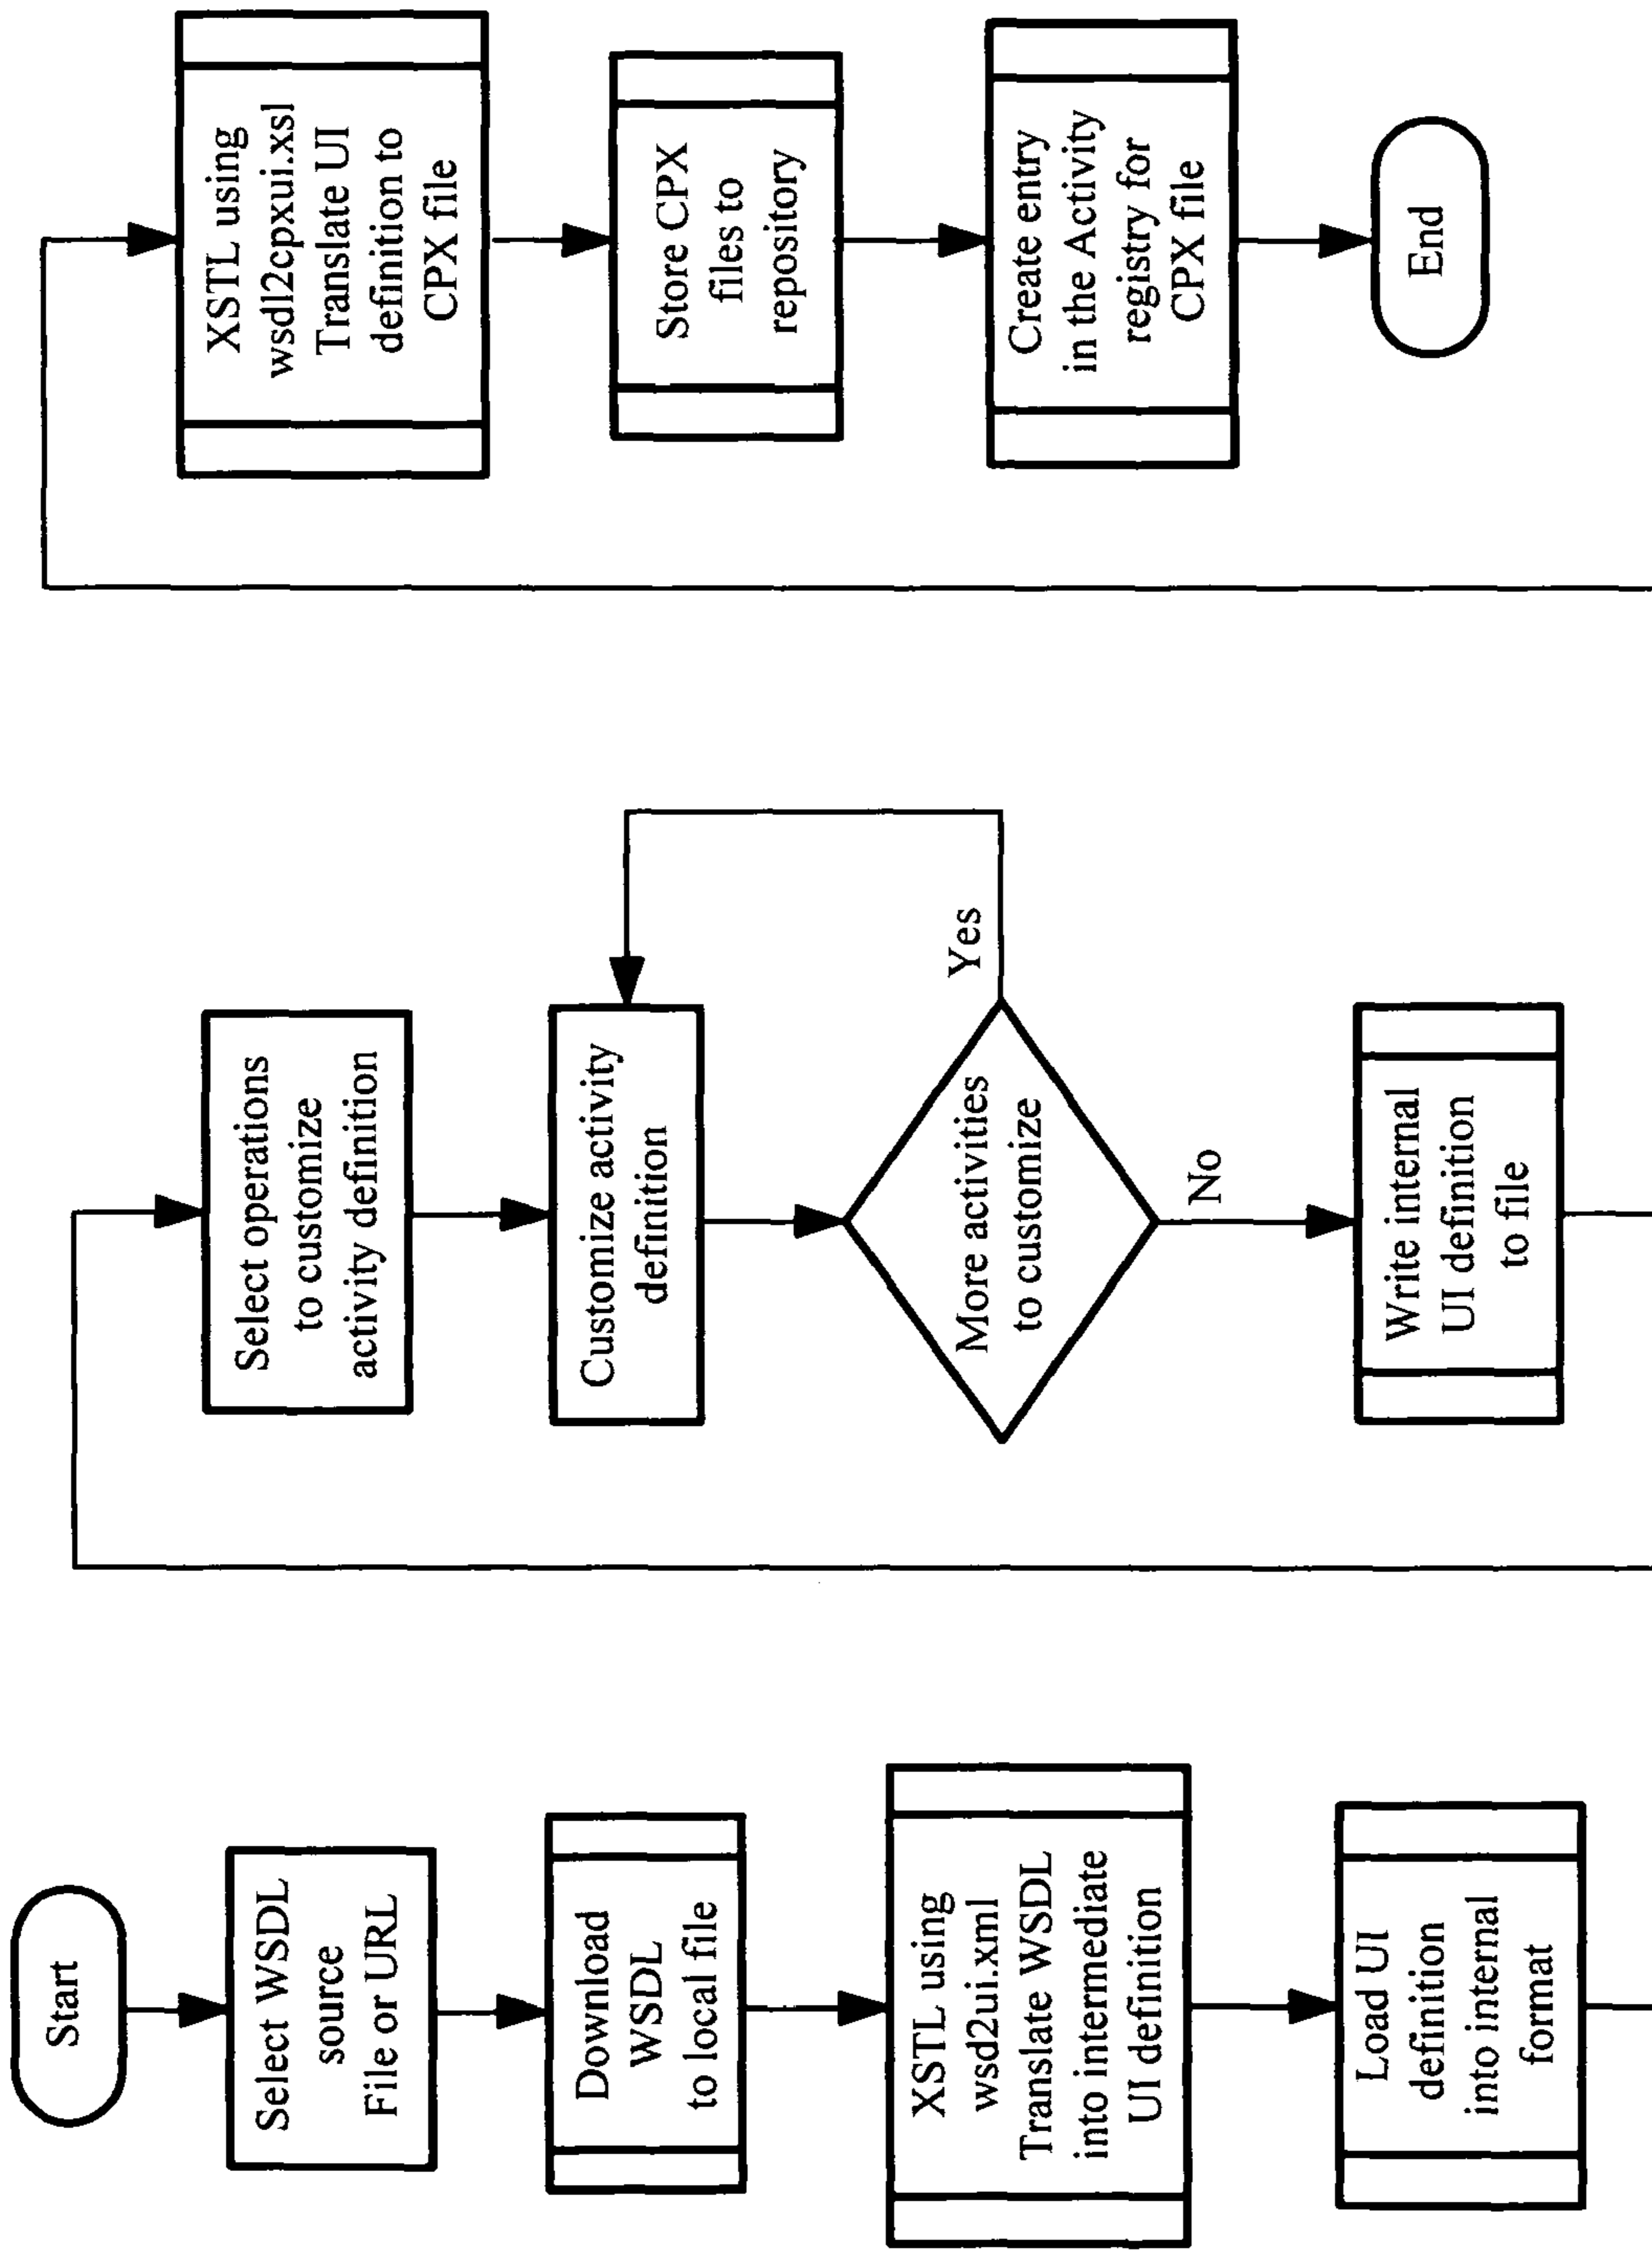 Start
Select WSDL
source
File or URL
Download
WSDL
to local file
XSTL using
wsd2ui.xml
Translate WSDL
into intermediate
UI definition
Load UI
definition
into internal
format
Select operations
to customize
activity definition
Customize activity
definition
More activities
to customize
Yes
No
Write internal
UI definition
to file
XSTL using
wsdl2cpxui.xsl
Translate UI
definition to
CPX file
Store CPX
files to
repository
Create entry
in the Activity
registry for
CPX file
End